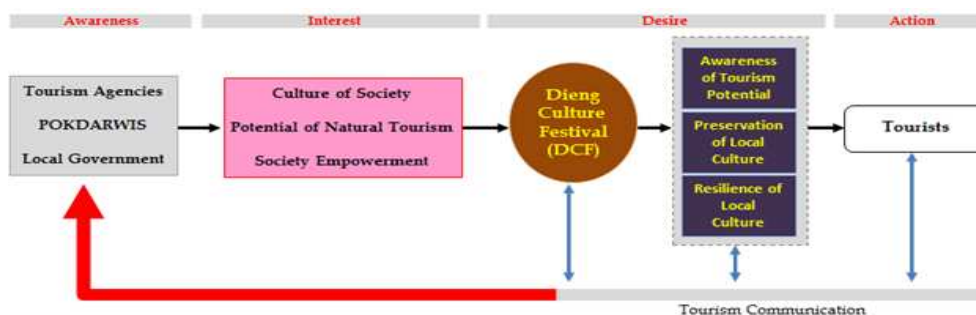 Awareness
Interest
Desire
Action
Tourism Agencies
POKDARWIS
Local Government
Culture of Society
Potential of Natural Tourism
Society Empowerment
Dieng
Culture
Festival
(DCF)
Awareness
of Tourism
Potential
Preservation
of Local
Culture
Resilience of
Local
Culture
Tourists
Tourism Communication